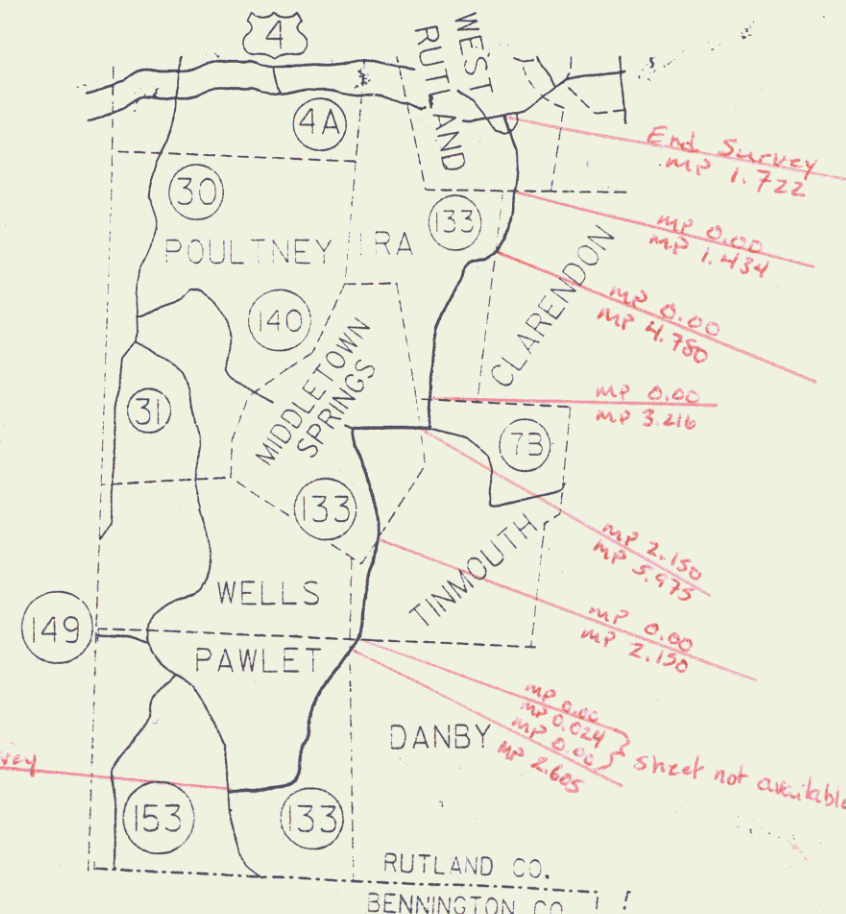 4
WEST
RUTLAND
4A
End Survey
MP 1.722
30
133
MP 0.00
MP 1.434
POULTNEY
IRA
CLARENDON
MP 0.00
MP 4.780
140
MIDDLETOWN
SPRINGS
31
MP 0.00
MP 3.216
7B
133
MP 2.150
MP 5.975
TINMOUTH
WELLS
149
MP 0.00
MP 2.150
PAWLET
MP 0.00
MP 0.024
MP 0.00
MP 2.605
sheet not available
DANBY
153
133
RUTLAND CO.
BENNINGTON CO.